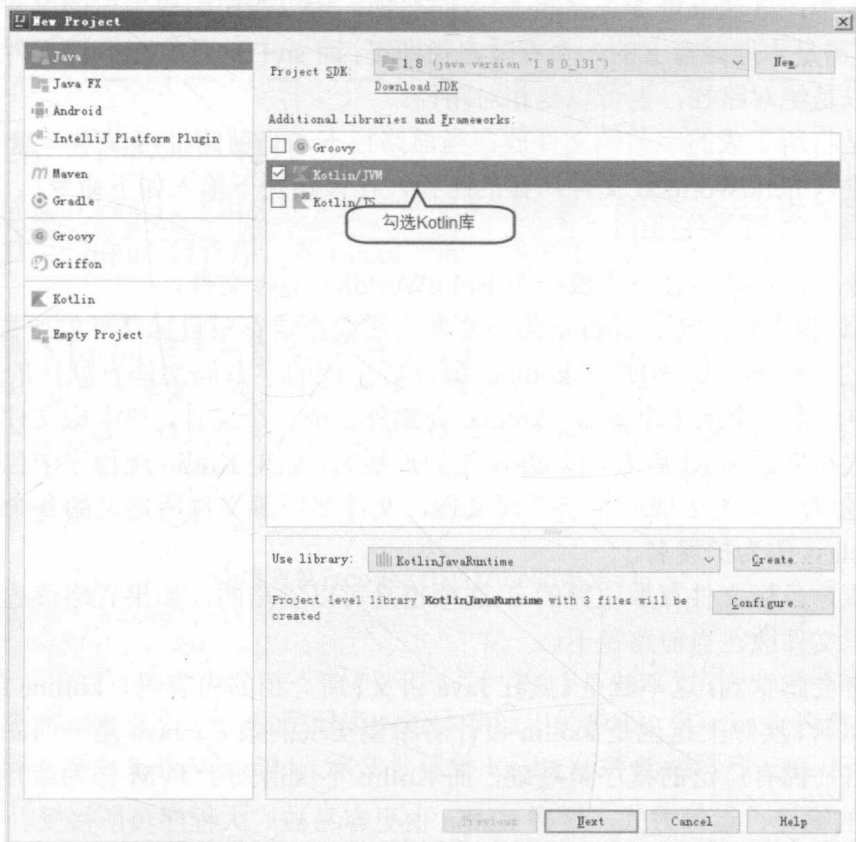 New Project
Java
Java FX
Android
IntelliJ Platform Plugin
Maven
Gradle
Groovy
Griffon
Kotlin
Empty Project
Project SDK: 1.8 (java version "1.8.0_131") New...
Download JDK
Additional Libraries and Frameworks:
Groovy
Kotlin/JVM
Kotlin/JS
勾选Kotlin库
Use library: KotlinJavaRuntime Create...
Project level library KotlinJavaRuntime with 3 files will be Configure...
created
Previous Next Cancel Help